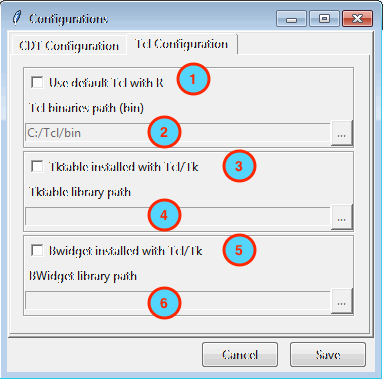 Configurations
CDT Configuration Tcl Configuration
Use default Tcl with R 1
Tcl binaries path (bin)
C:/Tcl/bin 2 ...
Tktable installed with Tcl/Tk 3
Tktable library path
4 ...
Bwidget installed with Tcl/Tk 5
BWidget library path
6 ...
Cancel Save